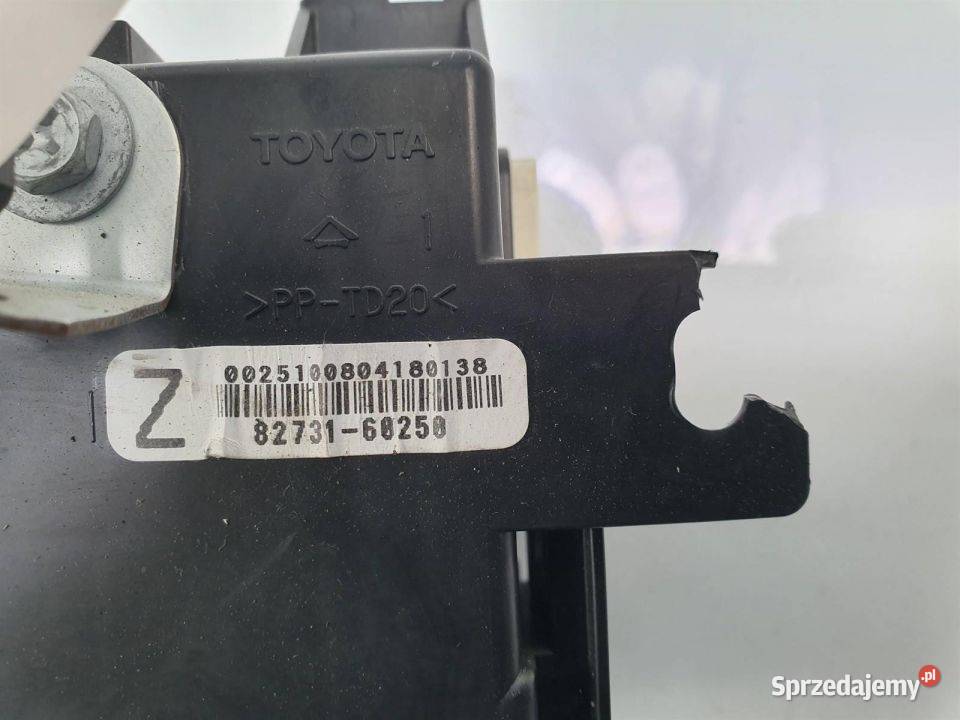 TOYOTA
1
>PP-TD20<
Z
0025100804180138
82731-60250
Sprzedajemy.pl